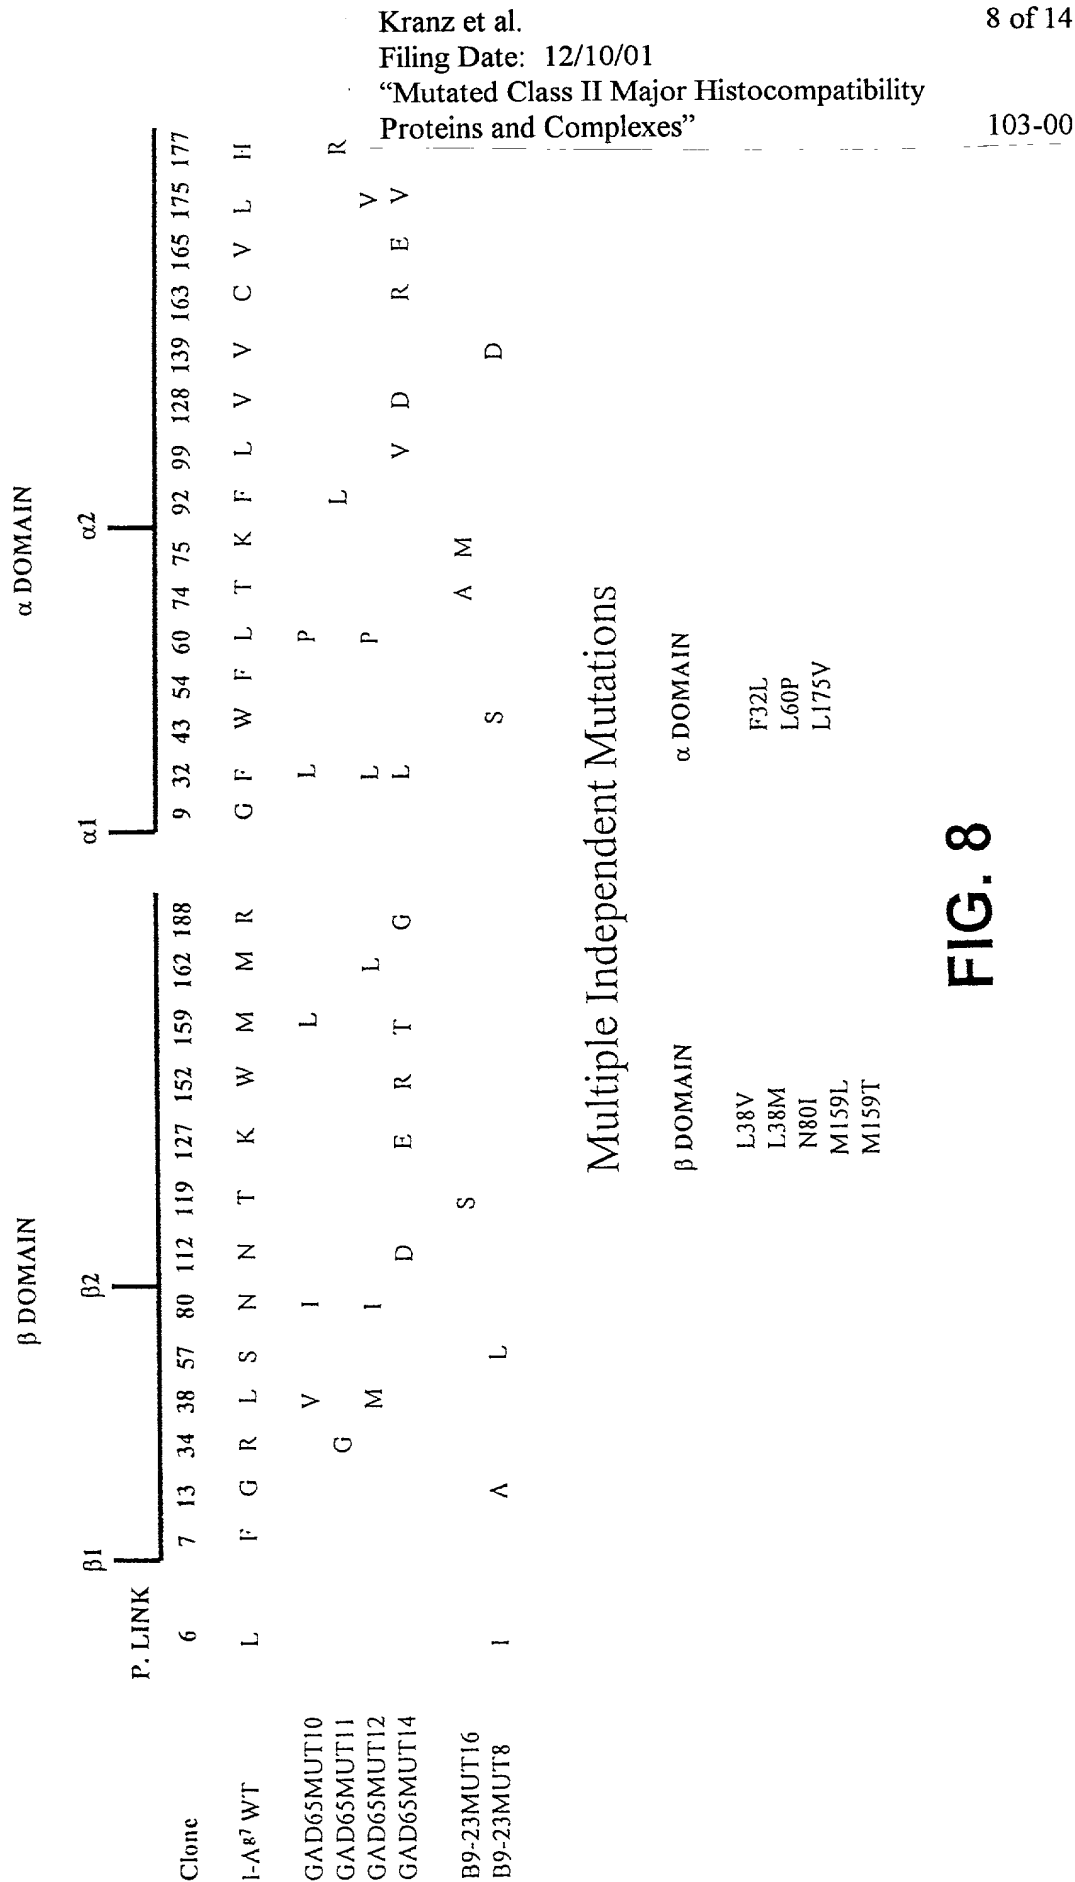 Kranz et al. 8 of 14
Filing Date: 12/10/01
“Mutated Class II Major Histocompatibility
Proteins and Complexes” 103-00
β DOMAIN α DOMAIN
β1 β2 α1 α2
P. LINK
Clone 6 7 13 34 38 57 80 112 119 127 152 159 162 188 9 32 43 54 60 74 75 92 99 128 139 163 165 175 177
I-Ag7 WT L F G R L S N N T K W M M R G F W F L T K F L V V C V L H
GAD65MUT10 V I L L P
GAD65MUT11 G L R
GAD65MUT12 M I L L P V
GAD65MUT14 D E R T G L V D R E V
B9-23MUT16 S A M
B9-23MUT8 I A L S D
Multiple Independent Mutations
β DOMAIN α DOMAIN
L38V F32L
L38M L60P
N80I L175V
M159L
M159T
FIG. 8